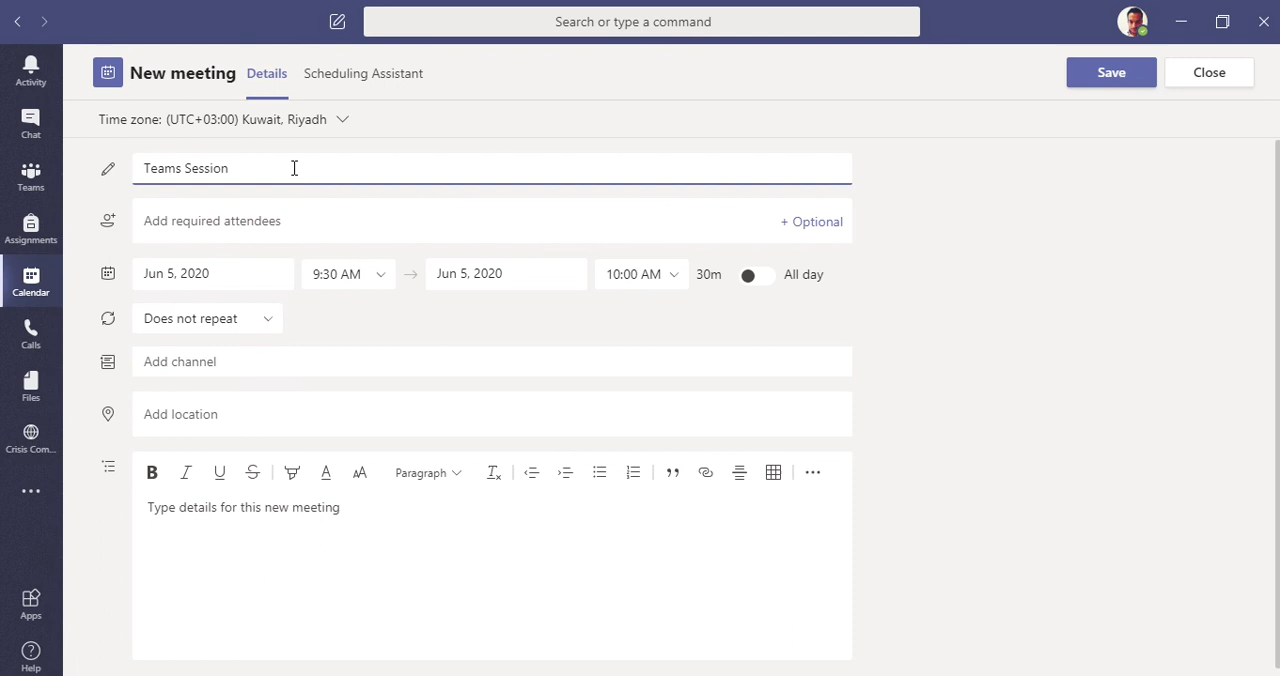 Search or type a command
Activity
Chat
Teams
Assignments
Calendar
Calls
Files
Crisis Com...
Apps
Help
New meeting Details Scheduling Assistant Save Close
Time zone: (UTC+03:00) Kuwait, Riyadh
Teams Session
Add required attendees + Optional
Jun 5, 2020 9:30 AM → Jun 5, 2020 10:00 AM 30m All day
Does not repeat
Add channel
Add location
B I U S A AA Paragraph Tx
Type details for this new meeting